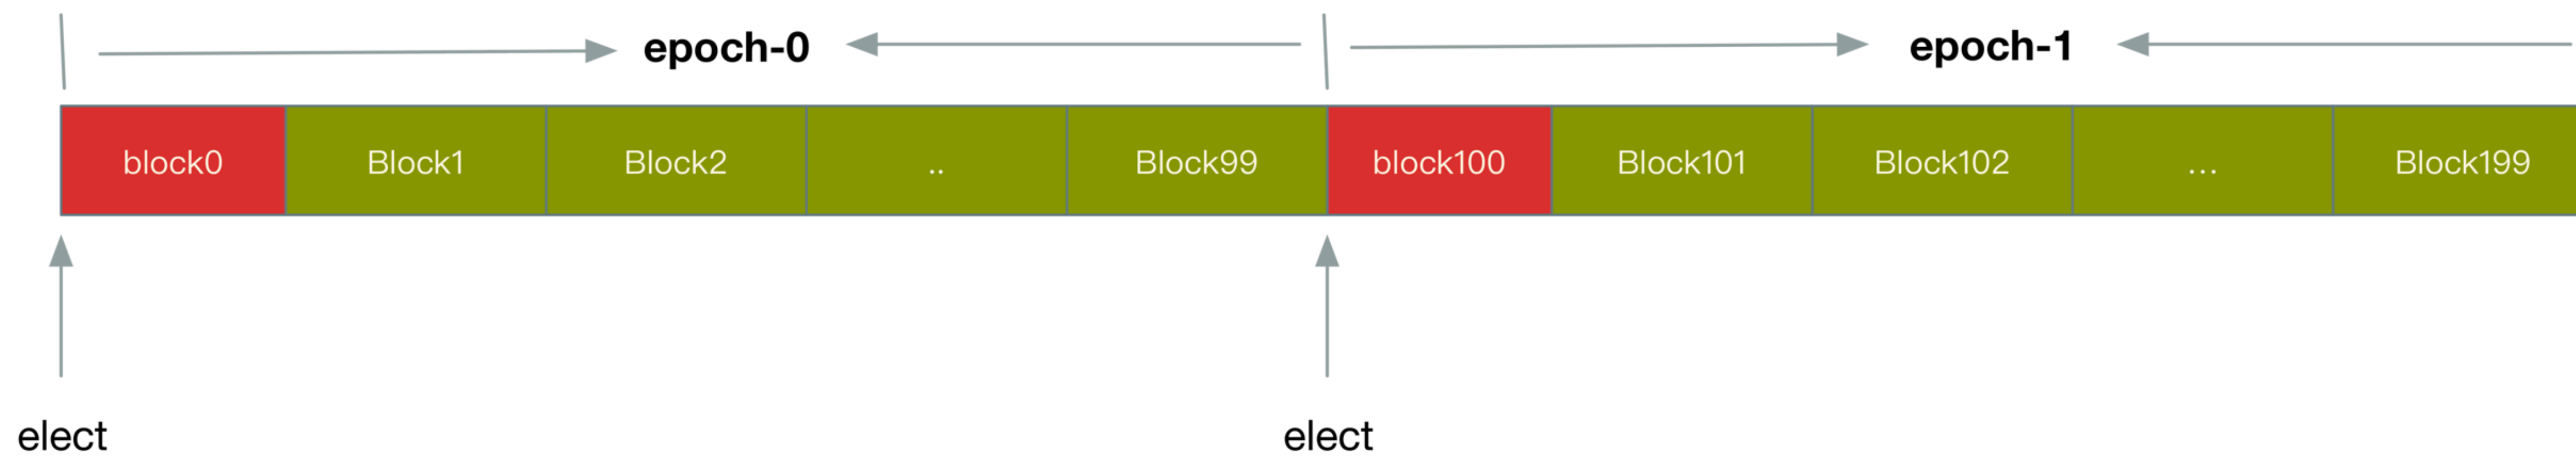 epoch-0 epoch-1
block0 Block1 Block2 .. Block99 block100 Block101 Block102 ... Block199
elect elect